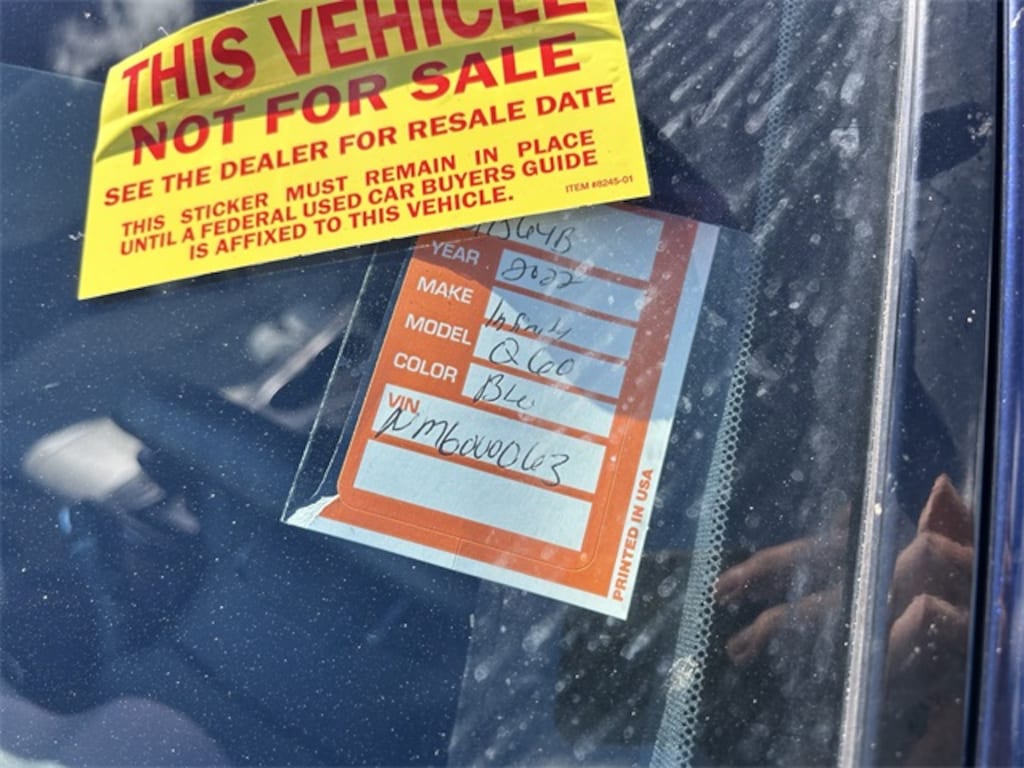 THIS VEHICLE
NOT FOR SALE
SEE THE DEALER FOR RESALE DATE
THIS STICKER MUST REMAIN IN PLACE
UNTIL A FEDERAL USED CAR BUYERS GUIDE
IS AFFIXED TO THIS VEHICLE.
ITEM #8245-01
YEAR 2022
MAKE Infinity
MODEL Q60
COLOR Blu
VIN
NM600063
PRINTED IN USA